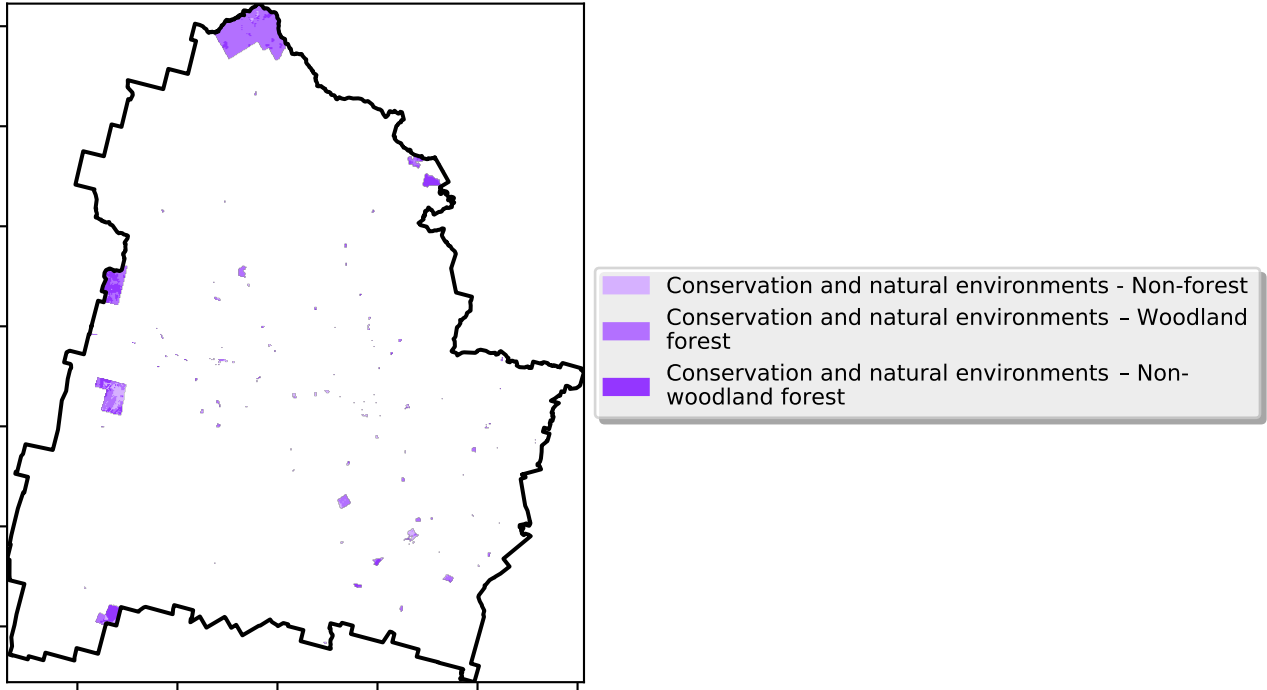 Conservation and natural environments - Non-forest
Conservation and natural environments – Woodland
forest
Conservation and natural environments – Non-
woodland forest